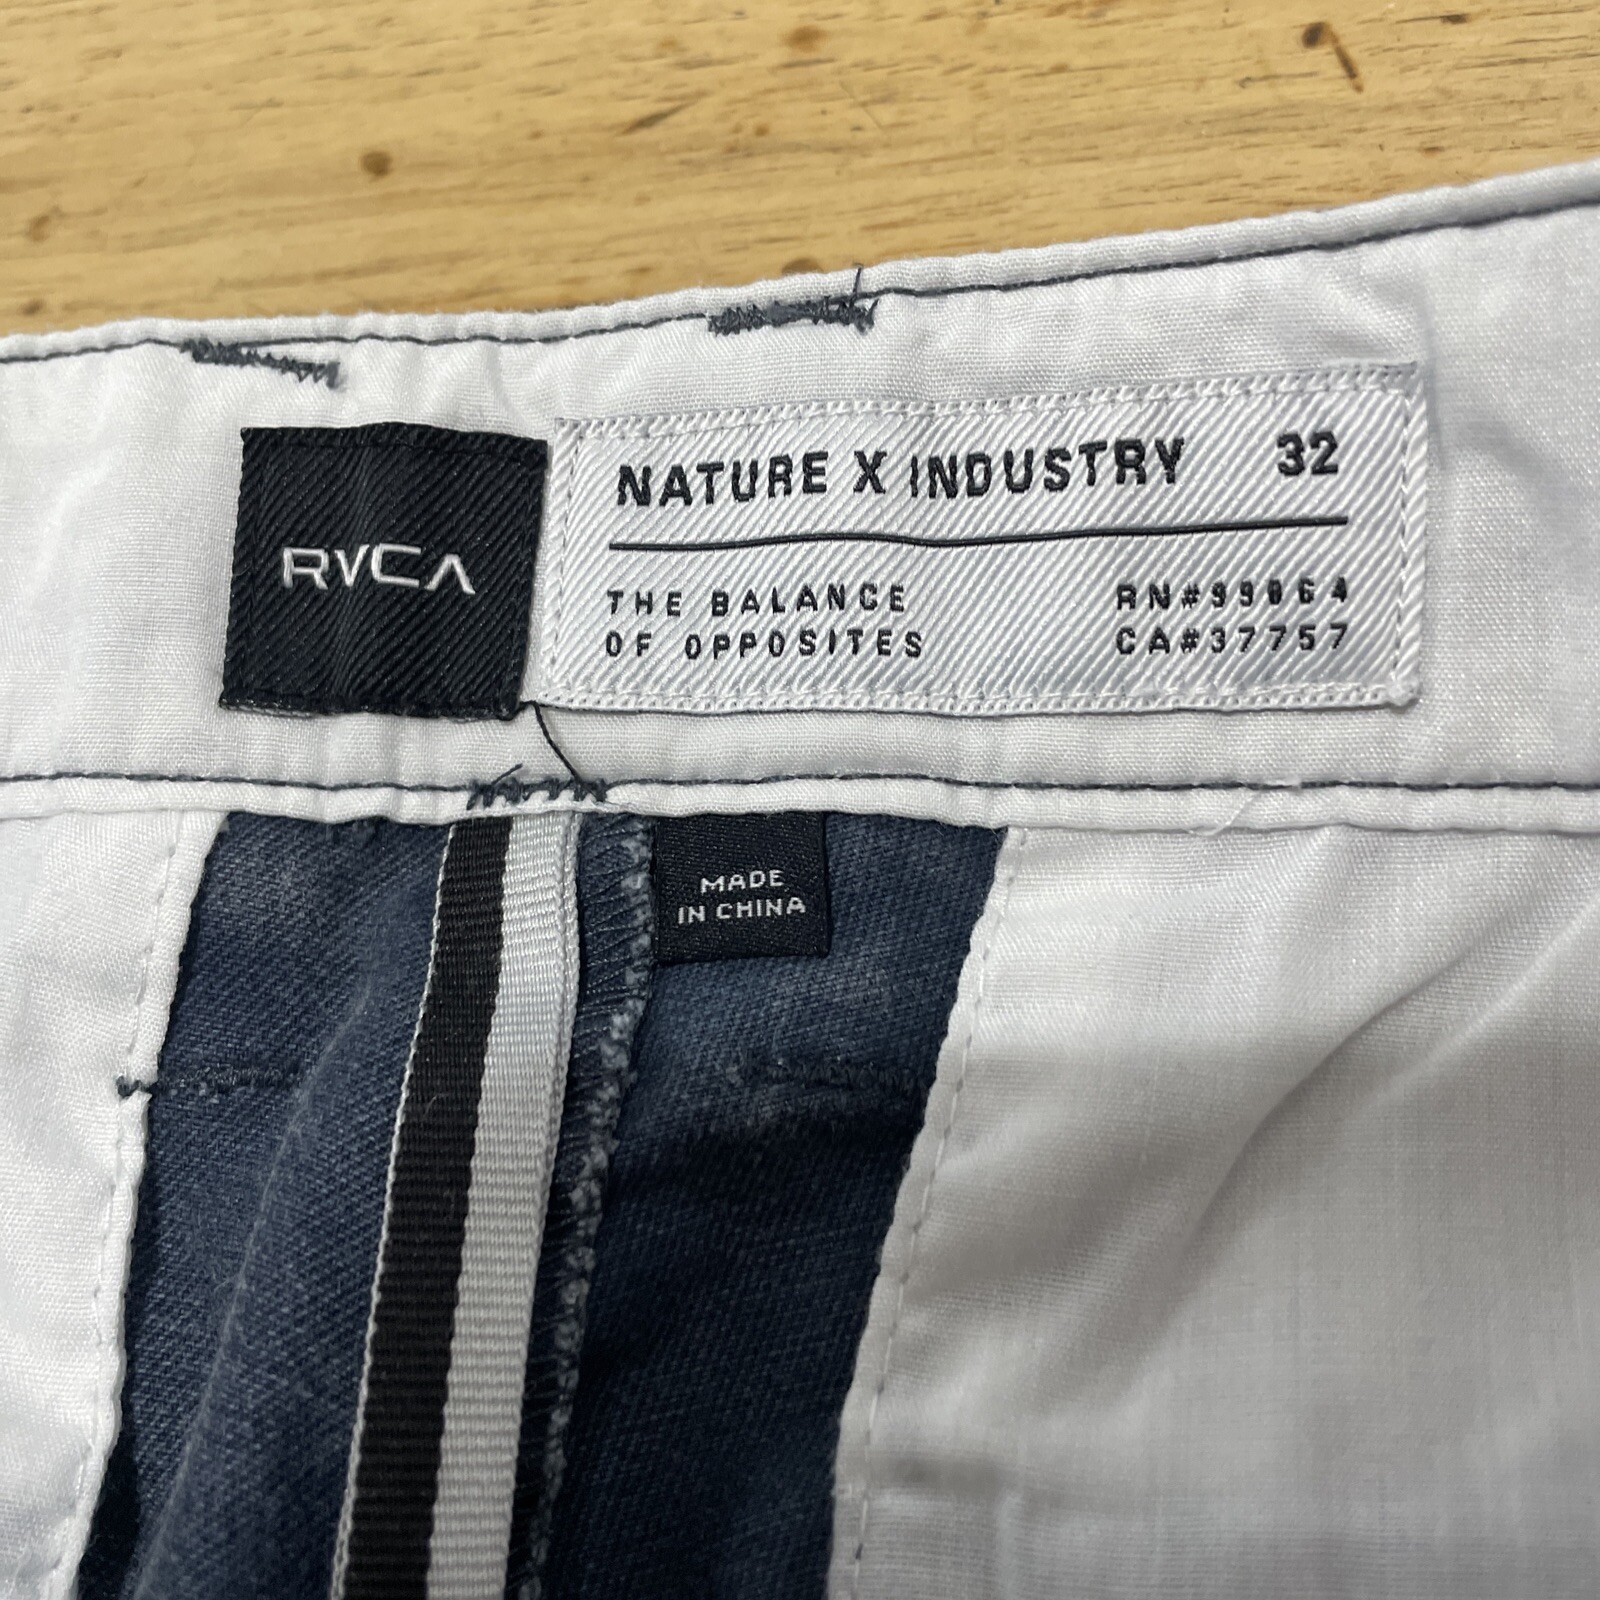 RVCA
NATURE X INDUSTRY 32
THE BALANCE
OF OPPOSITES
RN#99064
CA#37757
MADE
IN CHINA